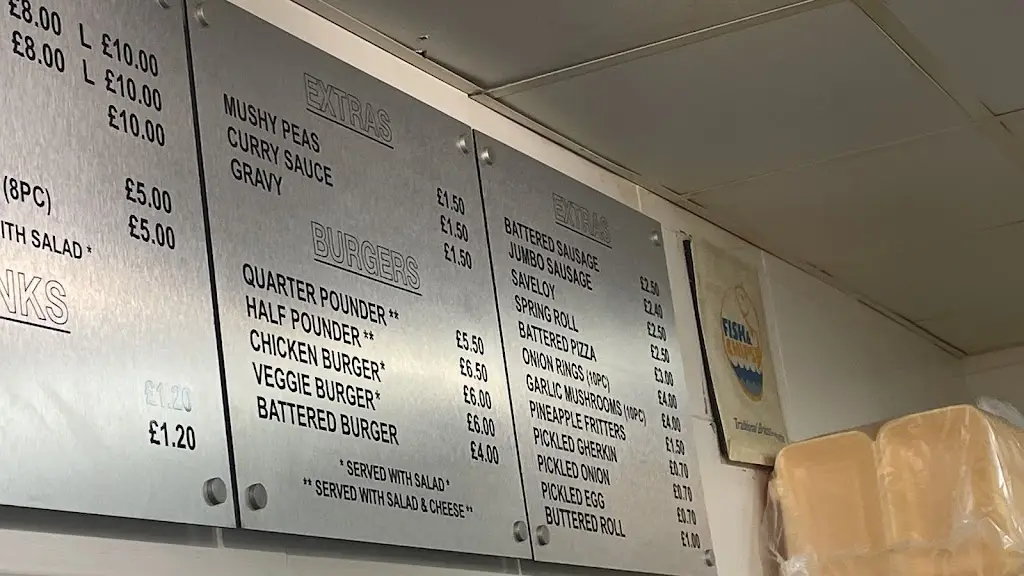 £8.00 L £10.00
£8.00 L £10.00
£10.00
£5.00
(8PC) £5.00
ITH SALAD *
NKS
£1.20
£1.20
EXTRAS
MUSHY PEAS £1.50
CURRY SAUCE £1.50
GRAVY £1.50
BURGERS
QUARTER POUNDER ** £5.50
HALF POUNDER ** £6.50
CHICKEN BURGER* £6.00
VEGGIE BURGER* £6.00
BATTERED BURGER £4.00
* SERVED WITH SALAD *
** SERVED WITH SALAD & CHEESE **
EXTRAS
BATTERED SAUSAGE £2.50
JUMBO SAUSAGE £2.40
SAVELOY £2.50
SPRING ROLL £2.50
BATTERED PIZZA £3.00
ONION RINGS (10PC) £4.00
GARLIC MUSHROOMS (10PC) £4.00
PINEAPPLE FRITTERS £1.50
PICKLED GHERKIN £0.70
PICKLED ONION £0.70
PICKLED EGG £0.70
BUTTERED ROLL £1.00
FISH &
CHIPS
Traditional